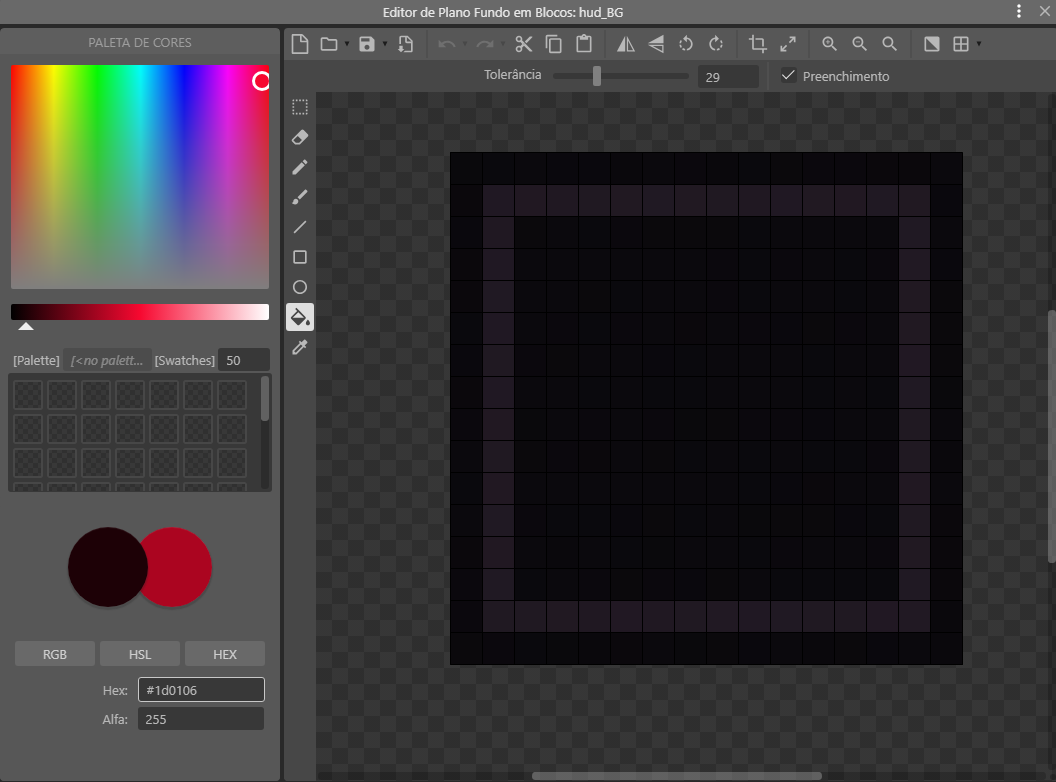 Editor de Plano Fundo em Blocos: hud_BG
PALETA DE CORES
Tolerância 29 Preenchimento
[Palette] [<no palett... [Swatches] 50
RGB HSL HEX
Hex: #1d0106
Alfa: 255